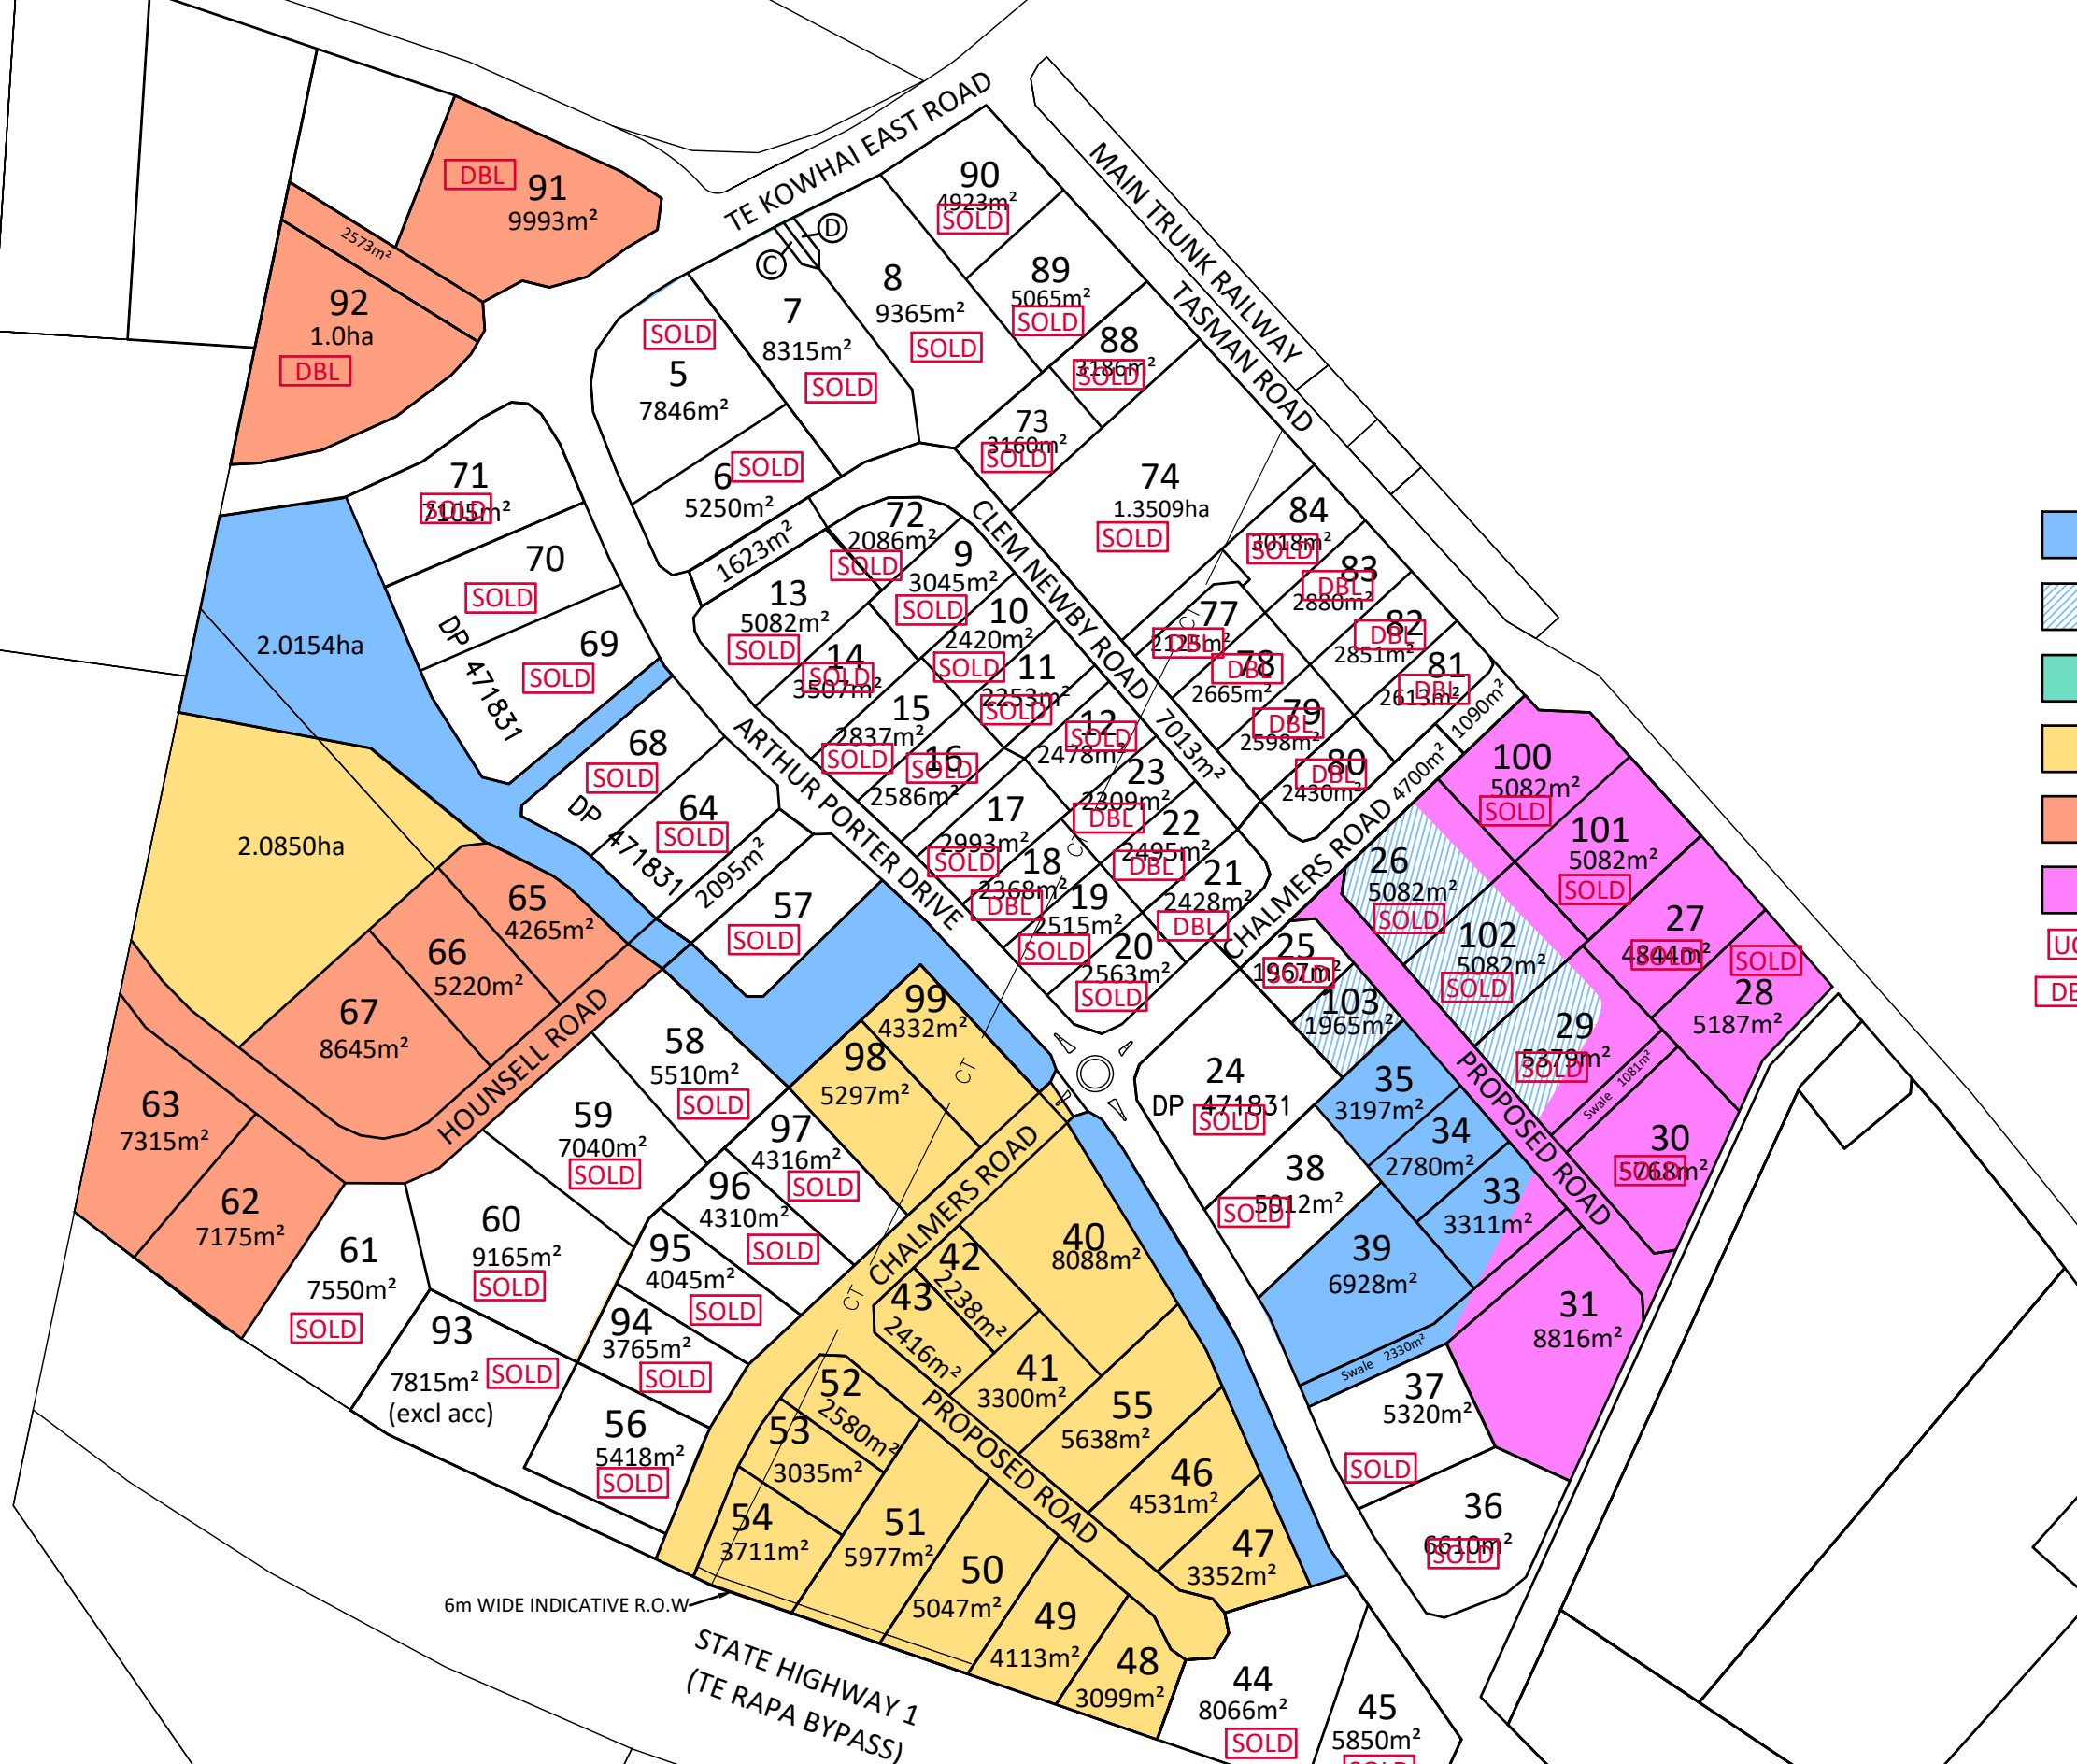 TE KOWHAI EAST ROAD
MAIN TRUNK RAILWAY
TASMAN ROAD
DBL
91
9993m²
2573m²
92
1.0ha
DBL
90
4923m²
SOLD
C
D
8
9365m²
SOLD
7
8315m²
SOLD
89
5065m²
SOLD
88
3186m²
SOLD
SOLD
5
7846m²
6
SOLD
5250m²
73
3160m²
SOLD
74
1.3509ha
SOLD
71
SOLD
7105m²
70
SOLD
69
SOLD
DP 471831
1623m²
72
2086m²
SOLD
CLEM NEWBY ROAD
7013m²
9
3045m²
SOLD
10
2420m²
SOLD
11
2253m²
SOLD
12
SOLD
2478m²
13
5082m²
SOLD
14
SOLD
3507m²
15
2837m²
SOLD
16
SOLD
2586m²
17
2993m²
SOLD
18
2368m²
DBL
19
2515m²
SOLD
20
2563m²
SOLD
21
2428m²
DBL
22
2495m²
DBL
23
2309m²
DBL
84
3018m²
SOLD
83
DBL
2880m²
82
DBL
2851m²
81
DBL
2613m²
77
2125m²
DBL
78
DBL
2665m²
79
DBL
2598m²
80
DBL
2430m²
1090m²
CT
CT
CHALMERS ROAD 4700m²
2.0154ha
2.0850ha
68
SOLD
64
SOLD
DP 471831
2095m²
ARTHUR PORTER DRIVE
57
SOLD
65
4265m²
66
5220m²
67
8645m²
HOUNSELL ROAD
63
7315m²
62
7175m²
61
7550m²
SOLD
60
9165m²
SOLD
59
7040m²
SOLD
58
5510m²
SOLD
93
7815m²
(excl acc)
SOLD
99
4332m²
98
5297m²
CT
97
4316m²
SOLD
96
4310m²
SOLD
95
4045m²
SOLD
94
3765m²
SOLD
56
5418m²
SOLD
CHALMERS ROAD
CT
100
5082m²
SOLD
101
5082m²
SOLD
26
5082m²
SOLD
102
5082m²
SOLD
27
4844m²
SOLD
SOLD
28
5187m²
25
1967m²
SOLD
103
1965m²
29
5379m²
SOLD
Swale 1081m²
30
5768m²
SOLD
PROPOSED ROAD
24
DP 471831
SOLD
35
3197m²
34
2780m²
33
3311m²
38
5012m²
SOLD
39
6928m²
Swale 2330m²
31
8816m²
37
5320m²
SOLD
36
6610m²
SOLD
40
8088m²
42
2238m²
43
2416m²
41
3300m²
55
5638m²
46
4531m²
47
3352m²
52
2580m²
53
3035m²
54
3711m²
51
5977m²
50
5047m²
49
4113m²
48
3099m²
PROPOSED ROAD
6m WIDE INDICATIVE R.O.W
STATE HIGHWAY 1
(TE RAPA BYPASS)
44
8066m²
SOLD
45
5850m²
SOLD